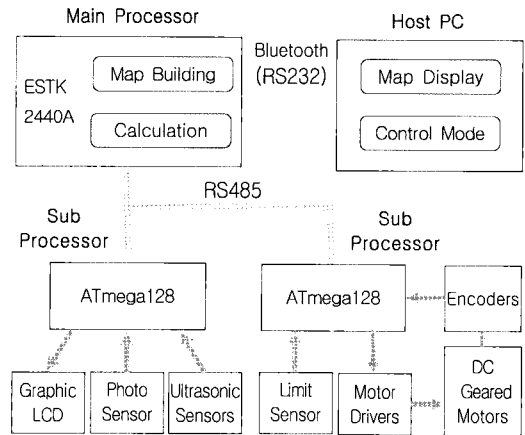 Main Processor
Host PC
ESTK
2440A
Map Building
Calculation
Bluetooth
(RS232)
Map Display
Control Mode
RS485
Sub
Processor
Sub
Processor
ATmega128
ATmega128
Encoders
Graphic
LCD
Photo
Sensor
Ultrasonic
Sensors
Limit
Sensor
Motor
Drivers
DC
Geared
Motors